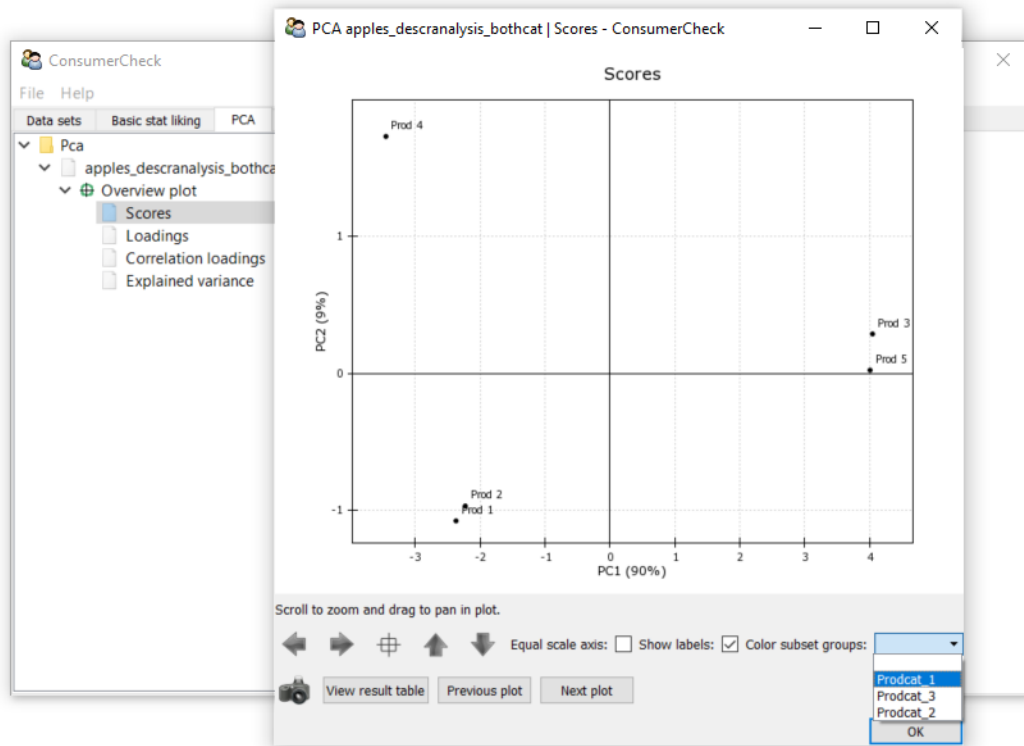 PCA apples_descranalysis_bothcat | Scores - ConsumerCheck
ConsumerCheck
File Help
Data sets Basic stat liking PCA
Pca
apples_descranalysis_bothca
Overview plot
Scores
Loadings
Correlation loadings
Explained variance
Scores
Prod 4
Prod 3
Prod 5
Prod 2
Prod 1
1
0
-1
PC2 (9%)
-3 -2 -1 0 1 2 3 4
PC1 (90%)
Scroll to zoom and drag to pan in plot.
Equal scale axis: Show labels: Color subset groups:
Prodcat_1
Prodcat_3
Prodcat_2
View result table Previous plot Next plot
OK